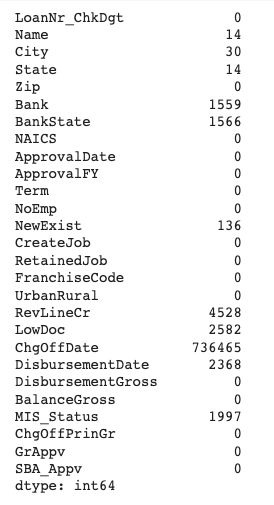 LoanNr_ChkDgt 0
Name 14
City 30
State 14
Zip 0
Bank 1559
BankState 1566
NAICS 0
ApprovalDate 0
ApprovalFY 0
Term 0
NoEmp 0
NewExist 136
CreateJob 0
RetainedJob 0
FranchiseCode 0
UrbanRural 0
RevLineCr 4528
LowDoc 2582
ChgOffDate 736465
DisbursementDate 2368
DisbursementGross 0
BalanceGross 0
MIS_Status 1997
ChgOffPrinGr 0
GrAppv 0
SBA_Appv 0
dtype: int64